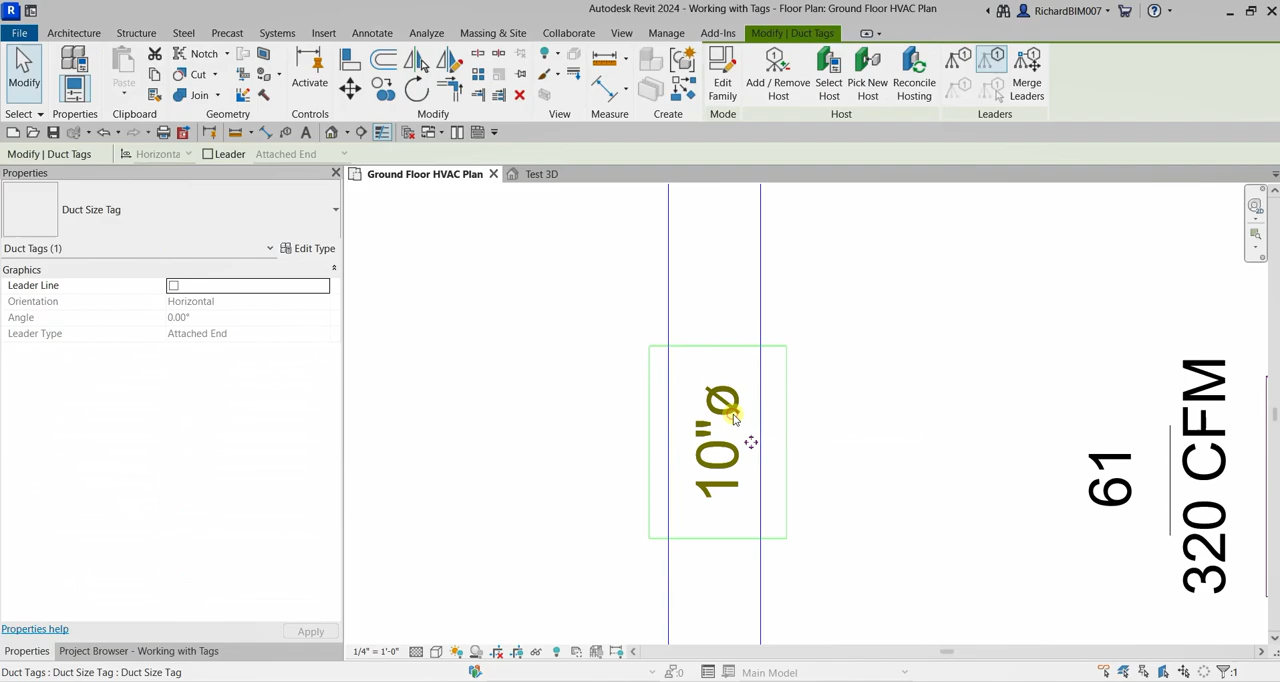 R
Autodesk Revit 2024 - Working with Tags - Floor Plan: Ground Floor HVAC Plan
RichardBIM007
File Architecture Structure Steel Precast Systems Insert Annotate Analyze Massing & Site Collaborate View Manage Add-Ins Modify | Duct Tags
Modify
Paste
Notch
Cut
Join
Activate
Edit Family
Add / Remove Host
Select Host
Pick New Host
Reconcile Hosting
Merge Leaders
Select Properties Clipboard Geometry Controls Modify View Measure Create Mode Host Leaders
Modify | Duct Tags Horizonta Leader Attached End
Properties
Ground Floor HVAC Plan Test 3D
Duct Size Tag
Duct Tags (1) Edit Type
Graphics
Leader Line
Orientation Horizontal
Angle 0.00°
Leader Type Attached End
10"ø
61
320 CFM
Properties help Apply
Properties Project Browser - Working with Tags
1/4" = 1'-0"
Duct Tags : Duct Size Tag : Duct Size Tag
:0
Main Model
:1